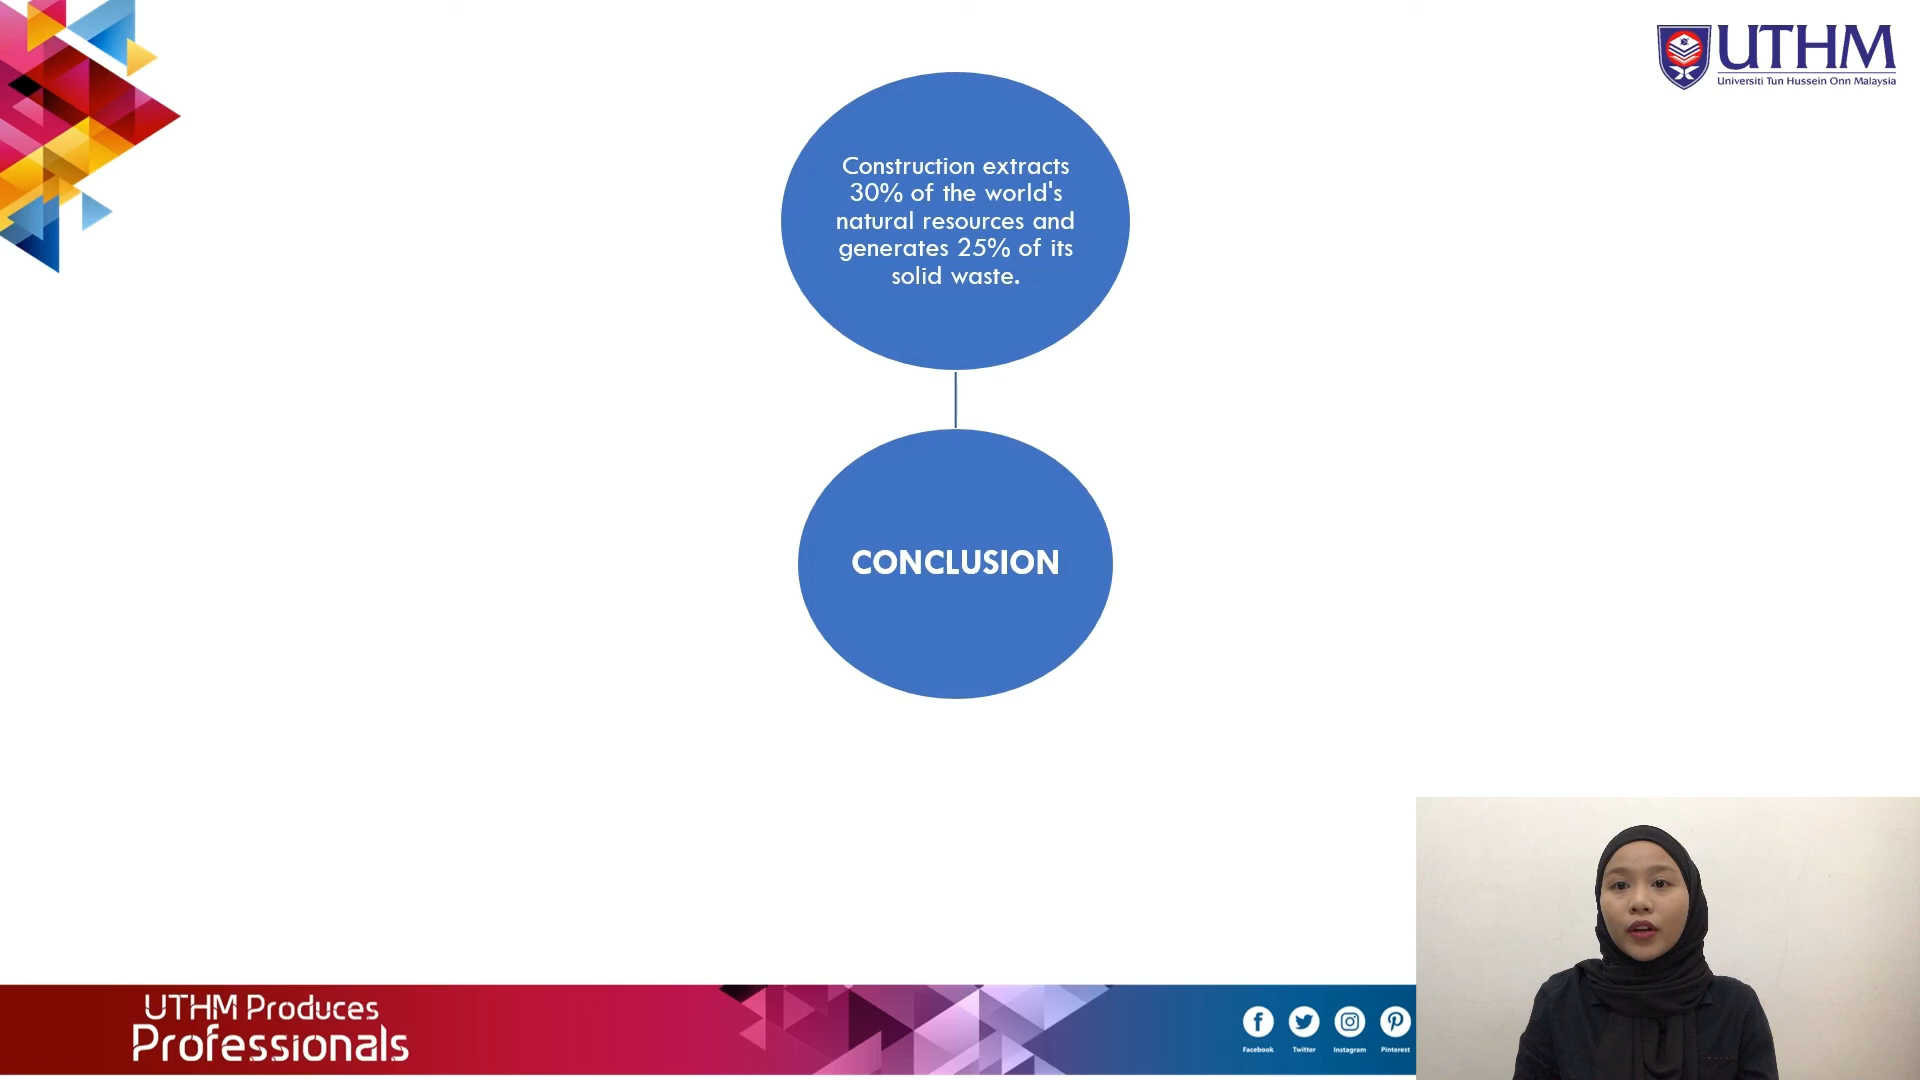 UTHM
Universiti Tun Hussein Onn Malaysia
Construction extracts
30% of the world's
natural resources and
generates 25% of its
solid waste.
CONCLUSION
UTHM Produces
Professionals
Facebook Twitter Instagram Pinterest